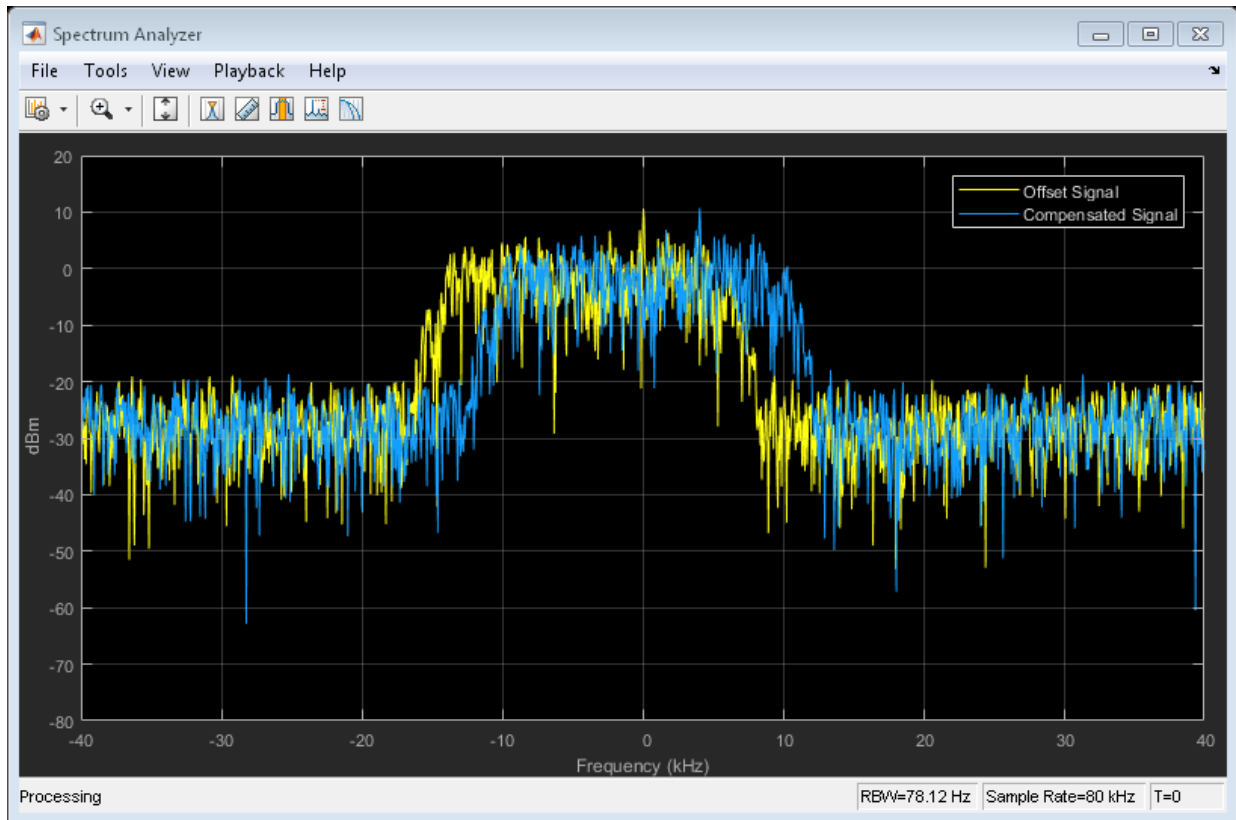 Spectrum Analyzer
File Tools View Playback Help
20
10
0
-10
-20
-30
-40
-50
-60
-70
-80
dBm
Offset Signal
Compensated Signal
-40 -30 -20 -10 0 10 20 30 40
Frequency (kHz)
Processing RBW=78.12 Hz Sample Rate=80 kHz T=0